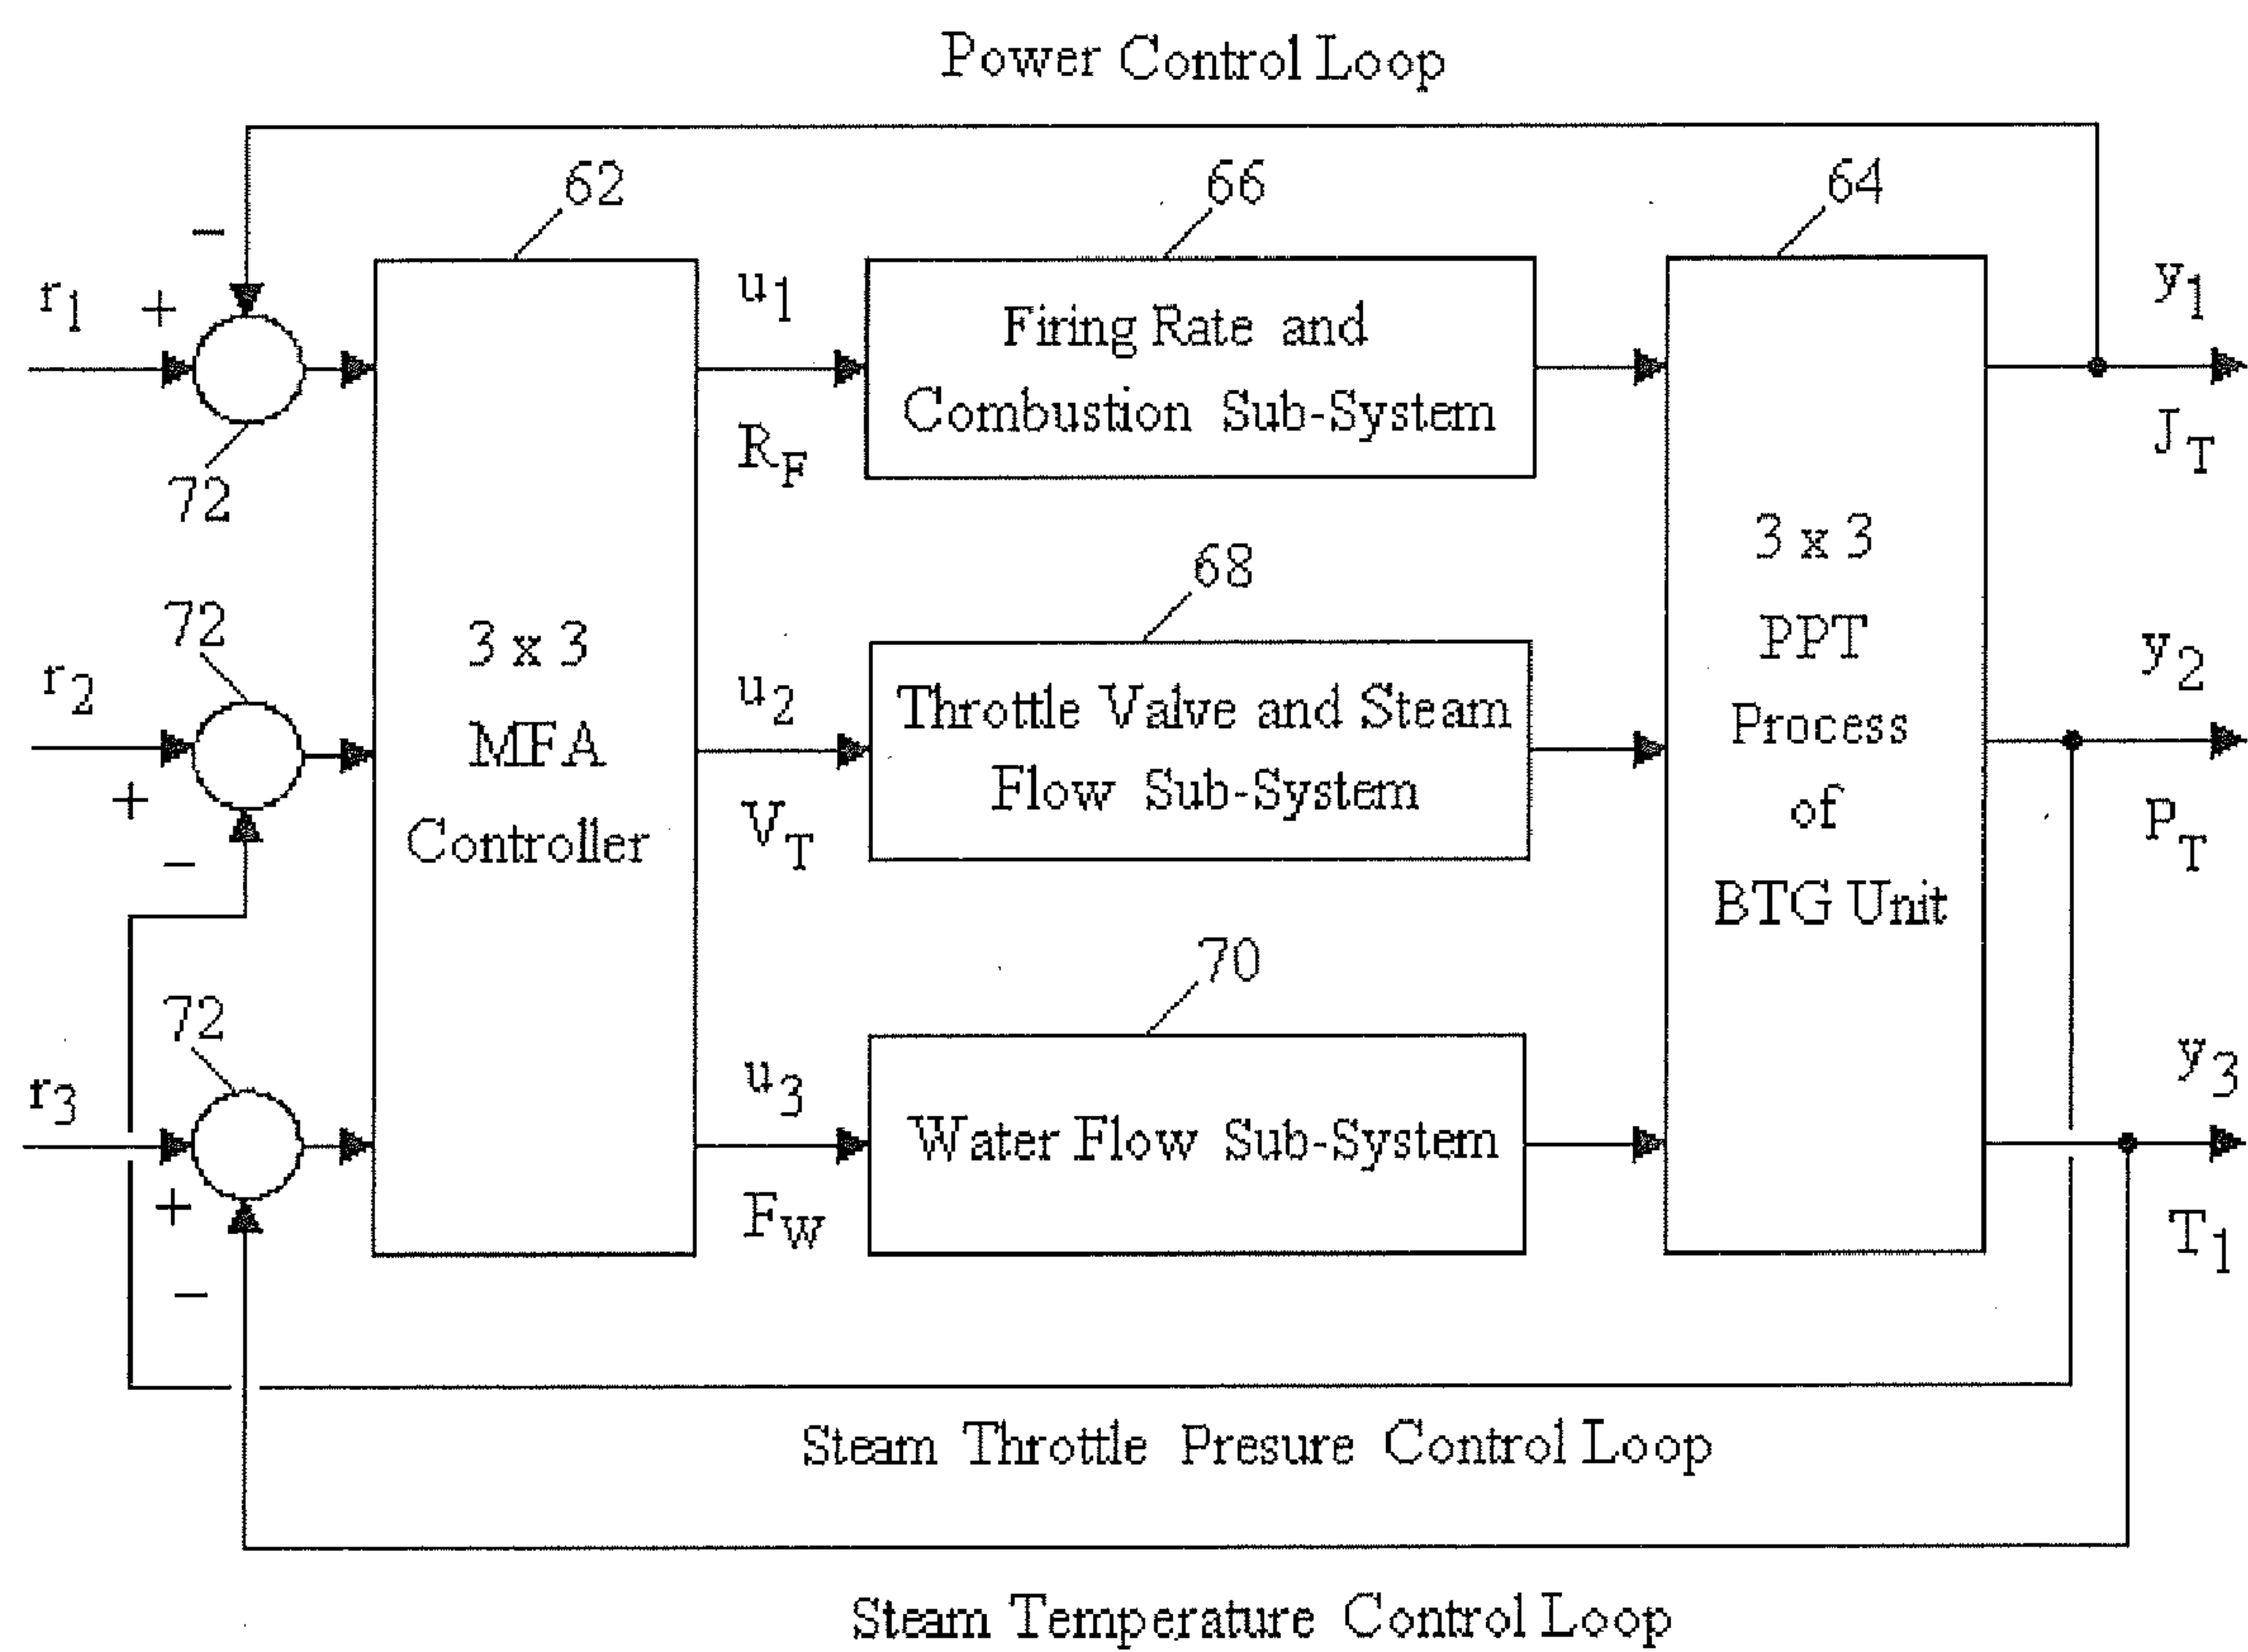 Power Control Loop
62
66
64
−
r1
+
72
u1
RF
Firing Rate and
Combustion Sub-System
y1
JT
72
r2
+
−
3 x 3
MFA
Controller
68
u2
VT
Throttle Valve and Steam
Flow Sub-System
3 x 3
PPT
Process
of
BTG Unit
y2
PT
72
r3
+
−
70
u3
FW
Water Flow Sub-System
y3
T1
Steam Throttle Presure Control Loop
Steam Temperature Control Loop